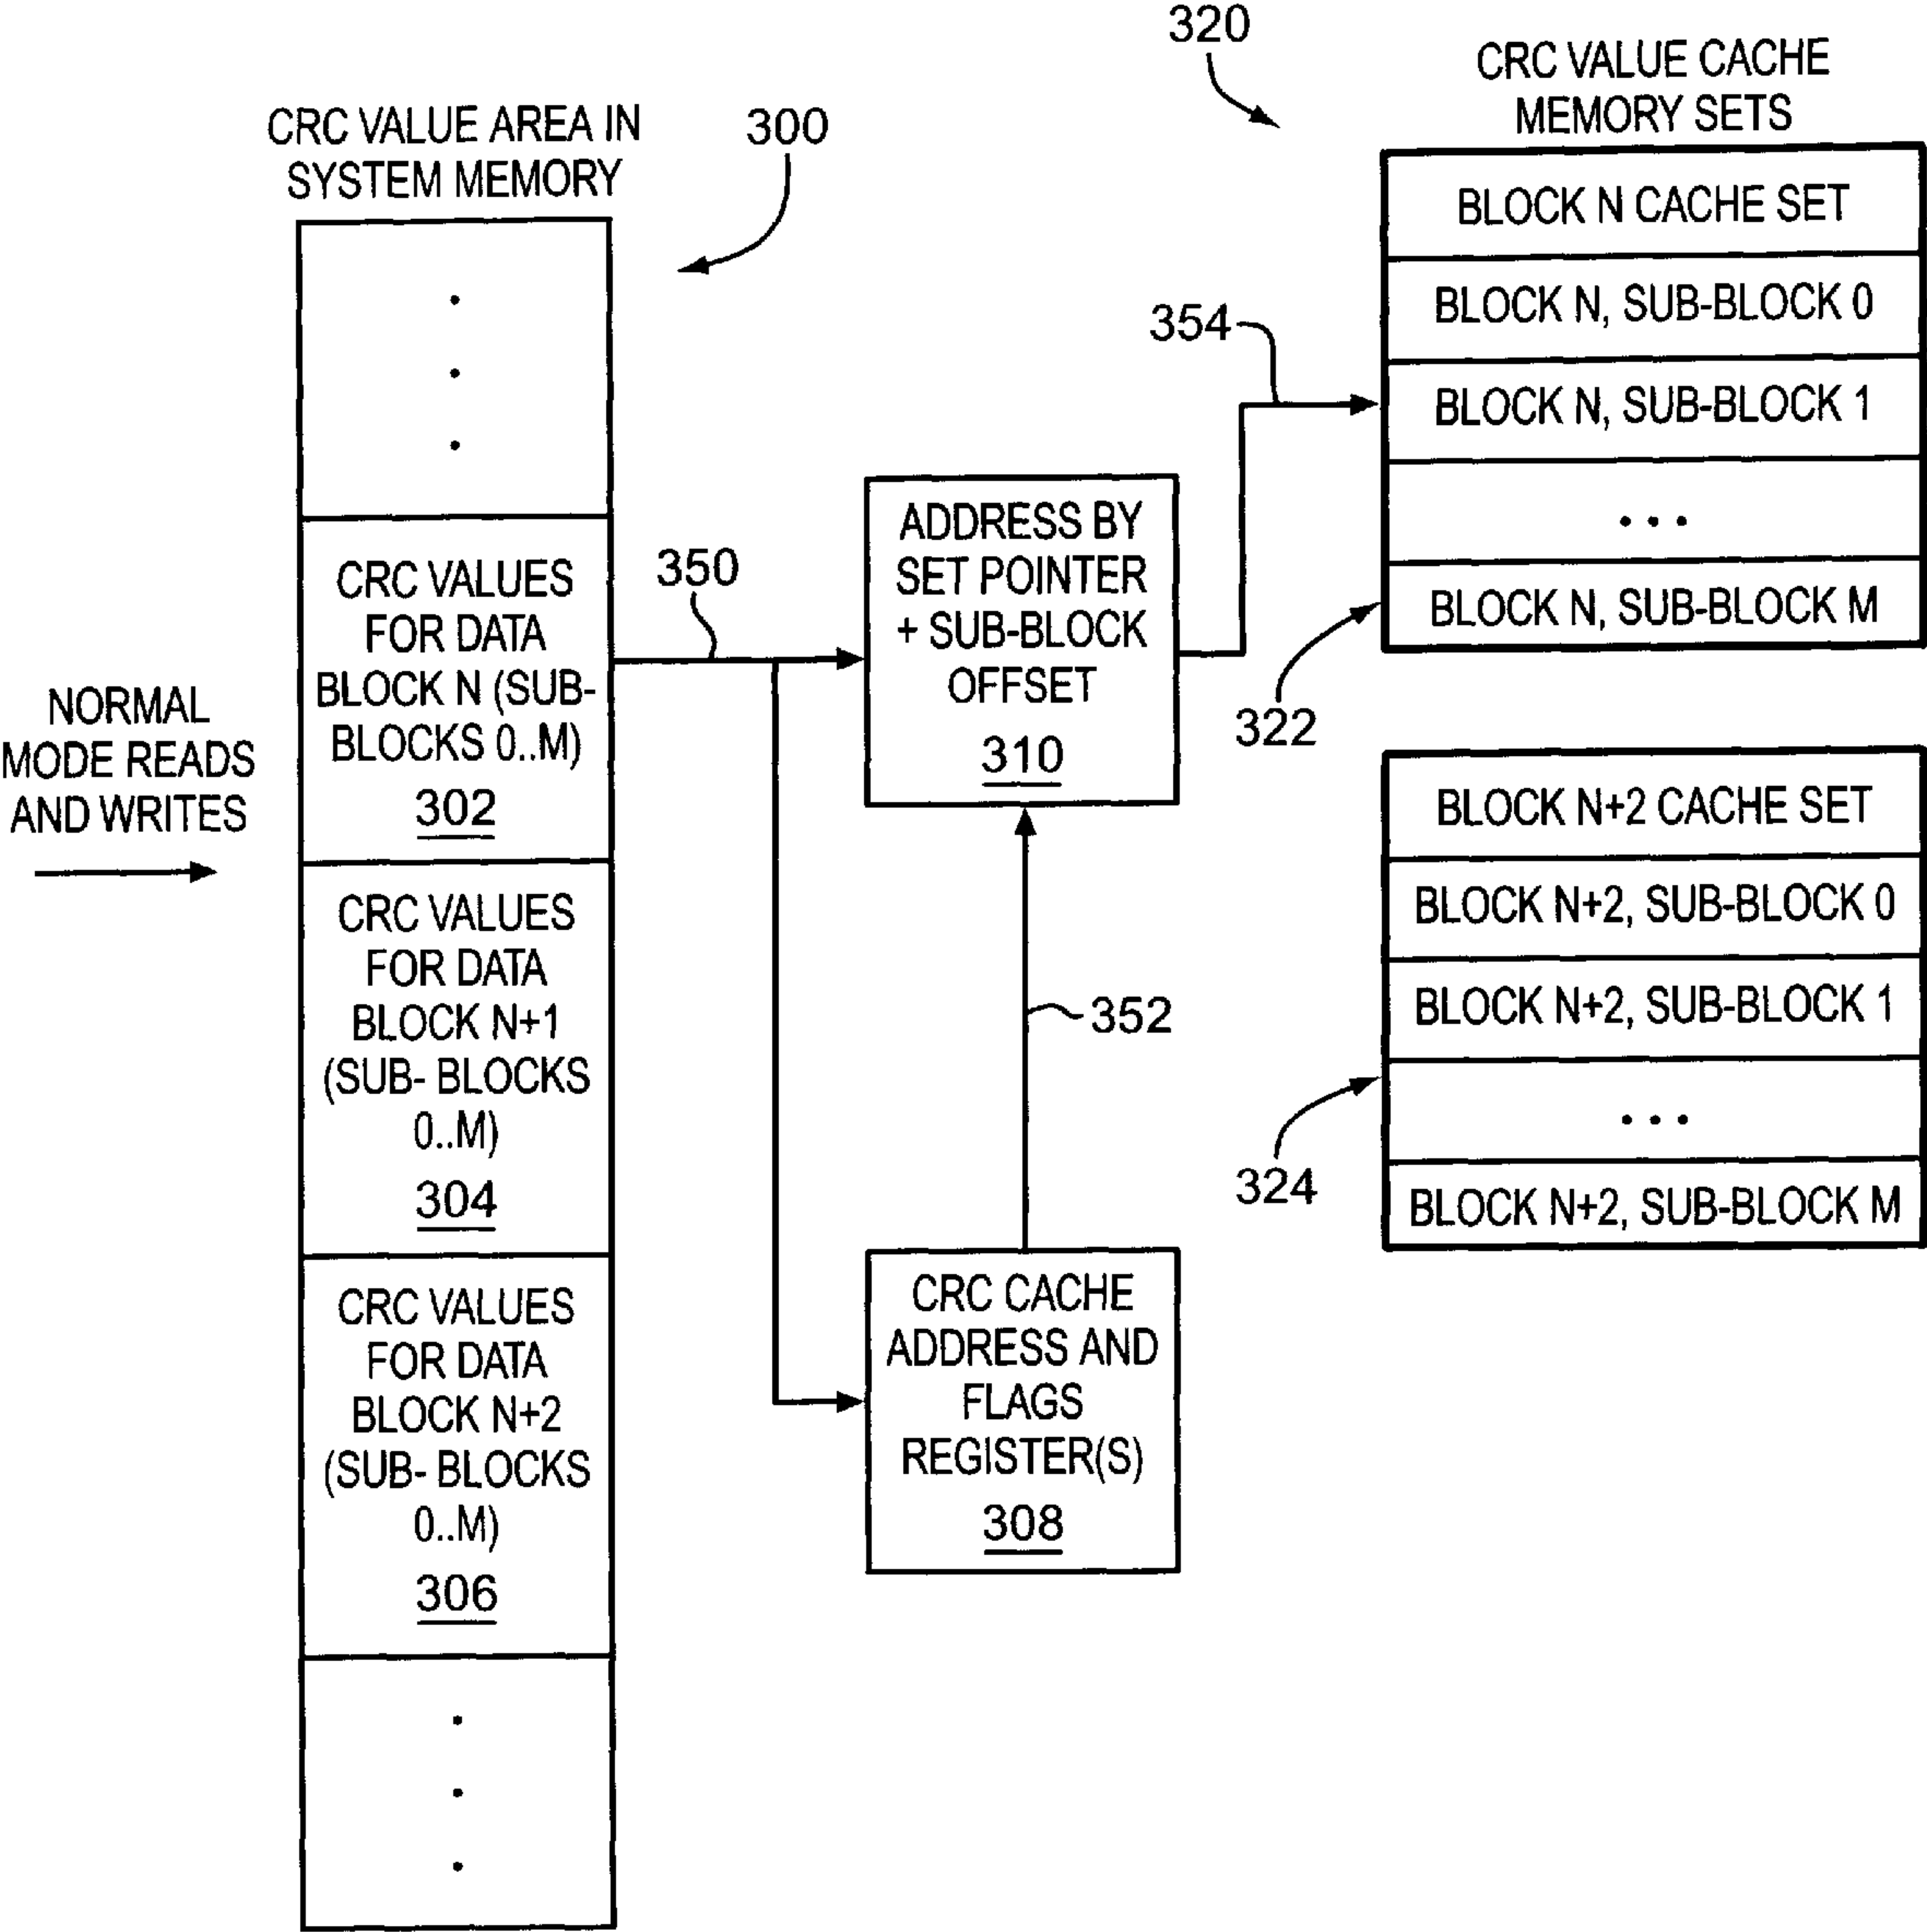 320
CRC VALUE CACHE
MEMORY SETS
CRC VALUE AREA IN
SYSTEM MEMORY
300
BLOCK N CACHE SET
BLOCK N, SUB-BLOCK 0
354
BLOCK N, SUB-BLOCK 1
. . .
BLOCK N, SUB-BLOCK M
322
ADDRESS BY
SET POINTER
+ SUB-BLOCK
OFFSET
310
350
CRC VALUES
FOR DATA
BLOCK N (SUB-
BLOCKS 0..M)
302
NORMAL
MODE READS
AND WRITES
BLOCK N+2 CACHE SET
BLOCK N+2, SUB-BLOCK 0
BLOCK N+2, SUB-BLOCK 1
. . .
BLOCK N+2, SUB-BLOCK M
324
CRC VALUES
FOR DATA
BLOCK N+1
(SUB- BLOCKS
0..M)
304
352
CRC CACHE
ADDRESS AND
FLAGS
REGISTER(S)
308
CRC VALUES
FOR DATA
BLOCK N+2
(SUB- BLOCKS
0..M)
306